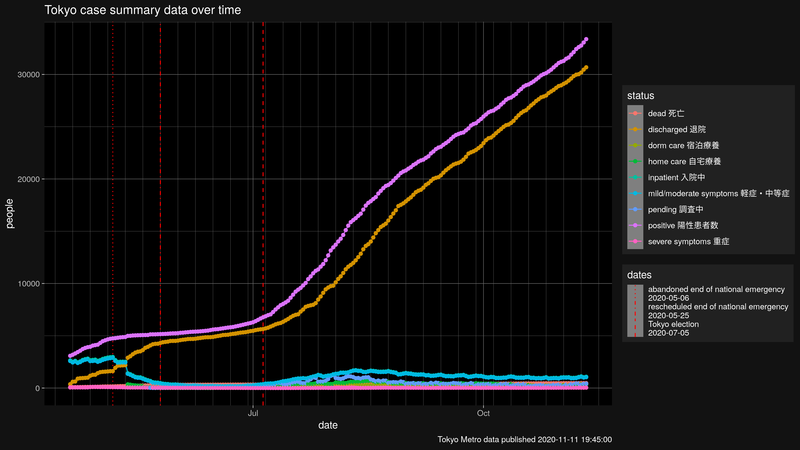 Tokyo case summary data over time
people
30000
20000
10000
0
Jul
Oct
date
Tokyo Metro data published 2020-11-11 19:45:00
status
dead 死亡
discharged 退院
dorm care 宿泊療養
home care 自宅療養
inpatient 入院中
mild/moderate symptoms 軽症・中等症
pending 調査中
positive 陽性患者数
severe symptoms 重症
dates
abandoned end of national emergency
2020-05-06
rescheduled end of national emergency
2020-05-25
Tokyo election
2020-07-05